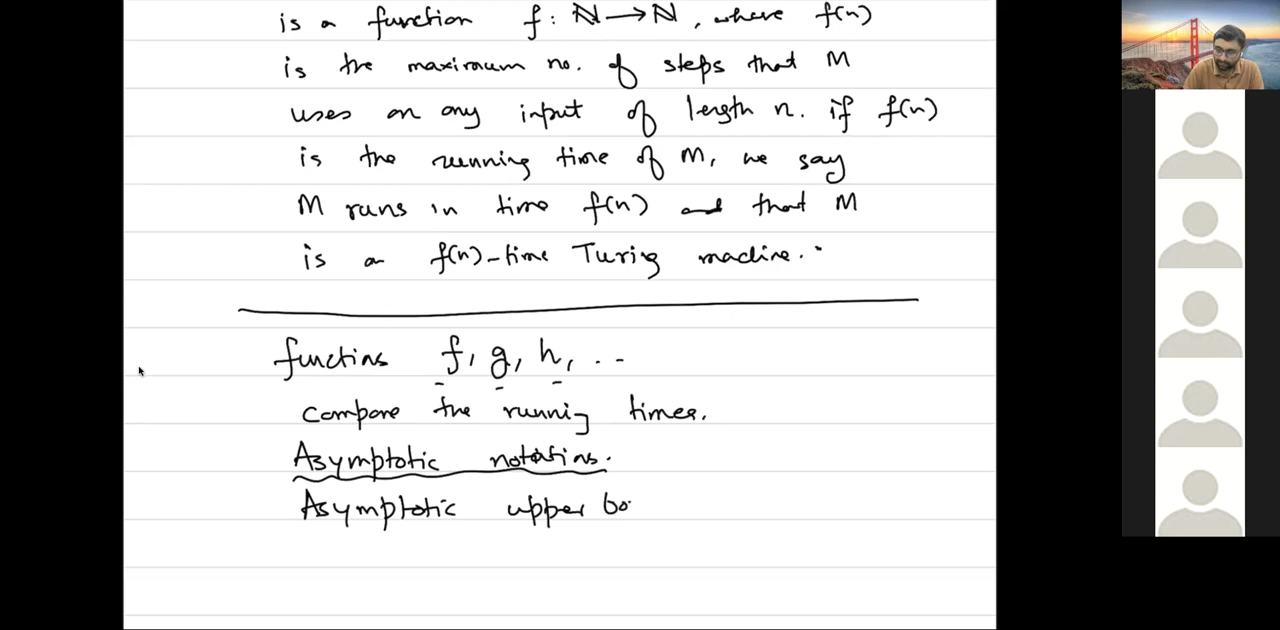 is a function f: ℕ→ℕ, where f(n)
is the maximum no. of steps that M
uses on any input of length n. if f(n)
is the running time of M, we say
M runs in time f(n) and that M
is an f(n)-time Turing machine.
functions f, g, h, ...
Compare the running times.
Asymptotic notations.
Asymptotic upper bo